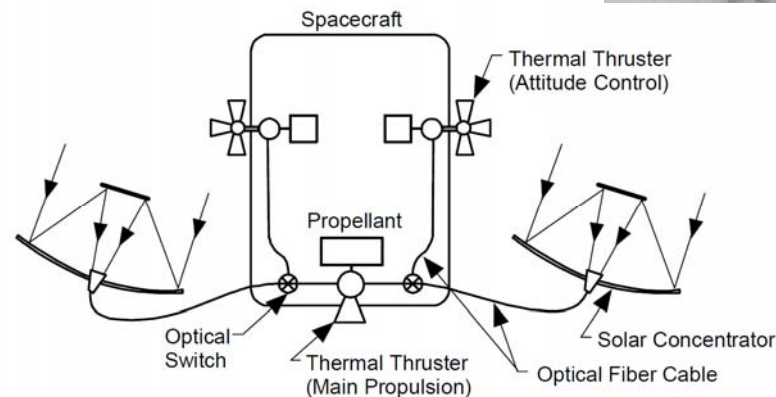 Spacecraft
Thermal Thruster
(Attitude Control)
Propellant
Optical
Switch
Thermal Thruster
(Main Propulsion)
Solar Concentrator
Optical Fiber Cable